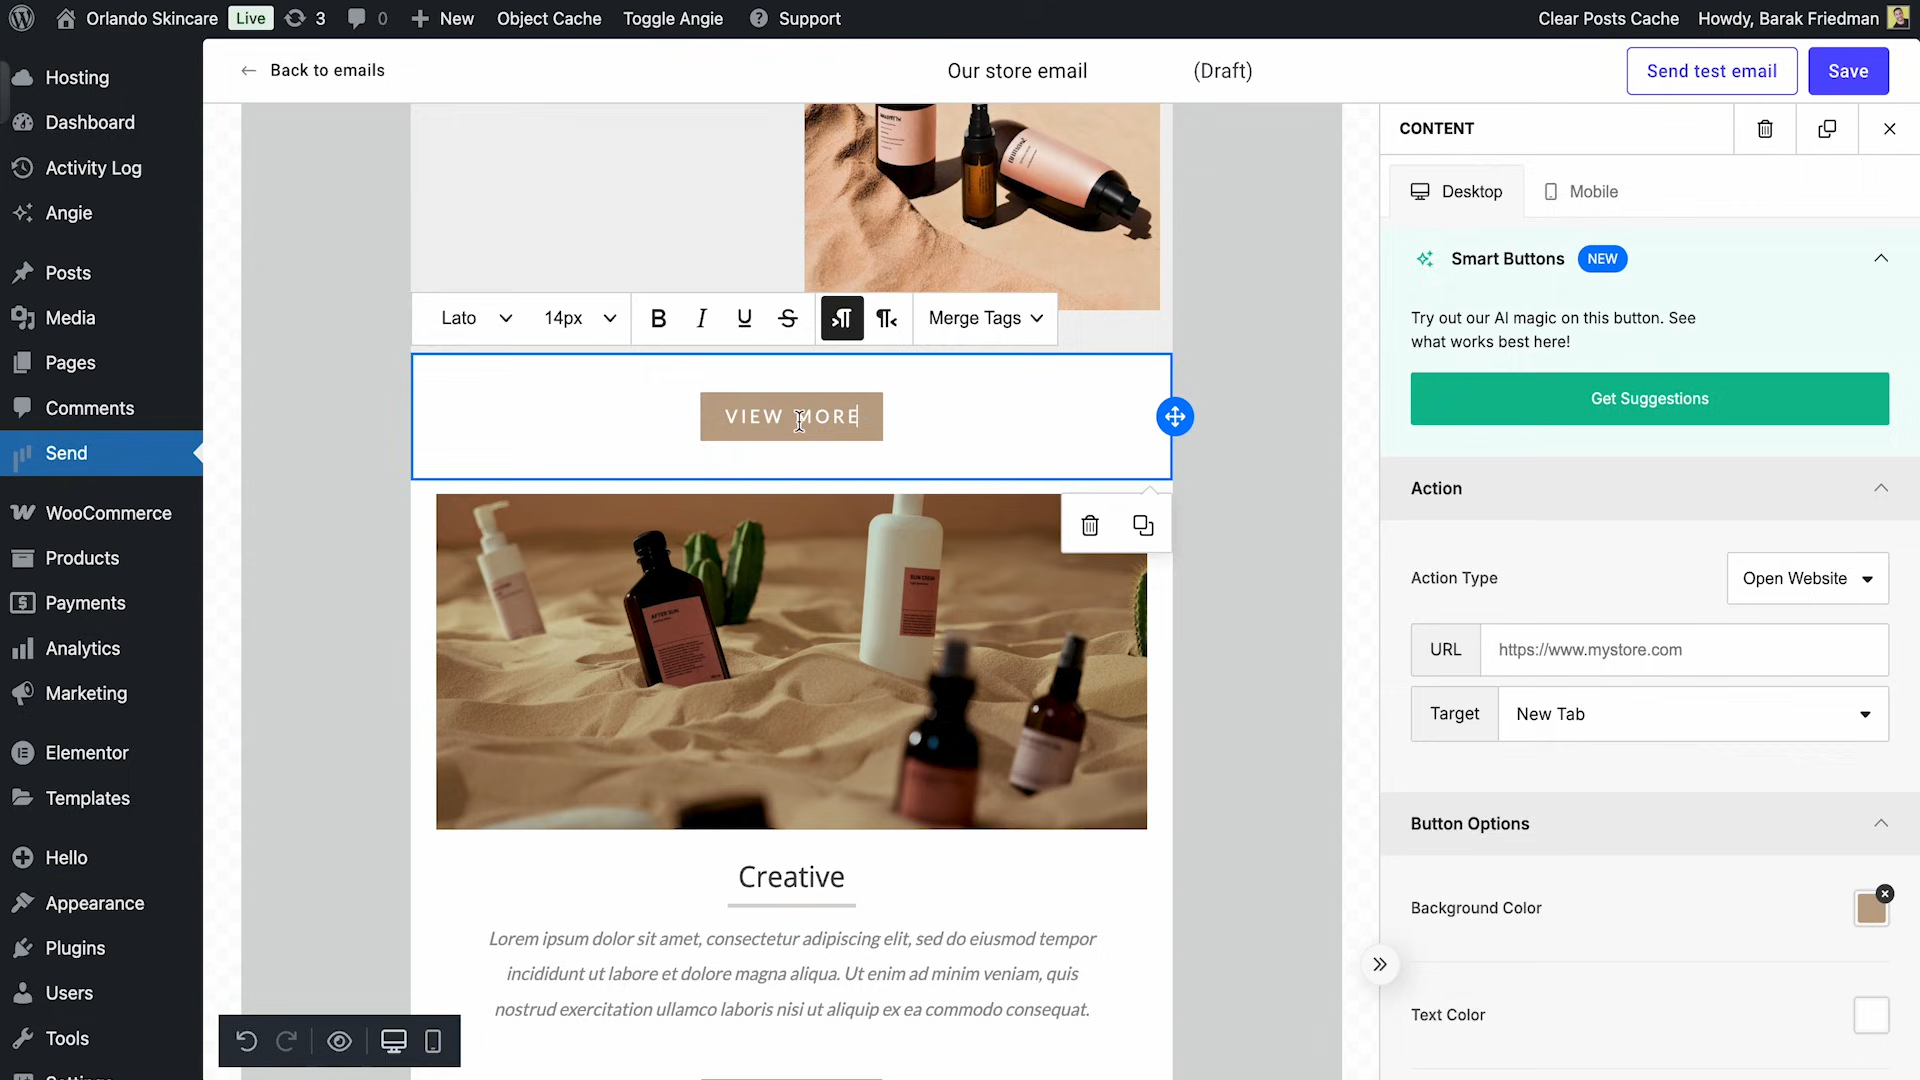 Orlando Skincare Live 3 0 New Object Cache Toggle Angie Support Clear Posts Cache Howdy, Barak Friedman
Hosting
Dashboard
Activity Log
Angie
Posts
Media
Pages
Comments
Send
WooCommerce
Products
Payments
Analytics
Marketing
Elementor
Templates
Hello
Appearance
Plugins
Users
Tools
Back to emails
Our store email (Draft)
Send test email
Save
Lato 14px B I U S Merge Tags
VIEW MORE
AFTER SUN
SUN CREAM
Creative
Lorem ipsum dolor sit amet, consectetur adipiscing elit, sed do eiusmod tempor
incididunt ut labore et dolore magna aliqua. Ut enim ad minim veniam, quis
nostrud exercitation ullamco laboris nisi ut aliquip ex ea commodo consequat.
CONTENT
Desktop Mobile
Smart Buttons NEW
Try out our AI magic on this button. See
what works best here!
Get Suggestions
Action
Action Type Open Website
URL https://www.mystore.com
Target New Tab
Button Options
Background Color
Text Color